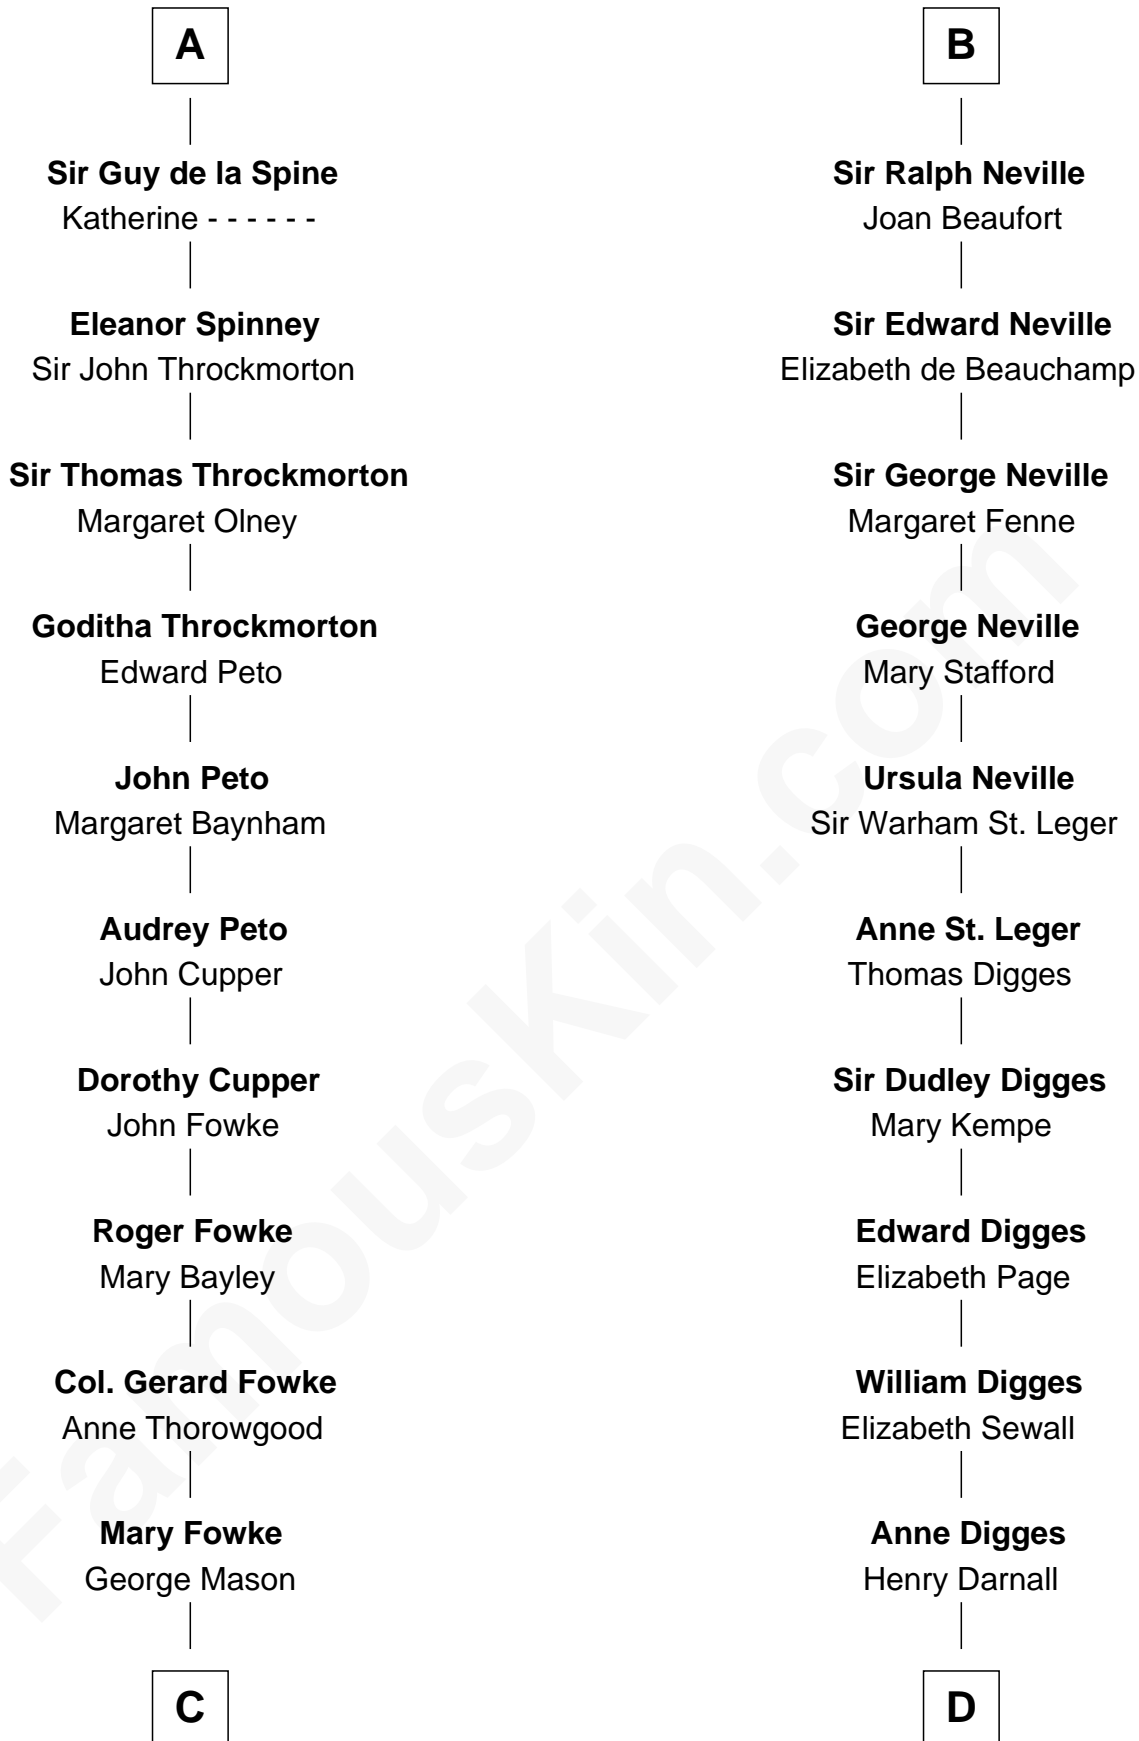 A
Sir Guy de la Spine
Katherine - - - - - -
Eleanor Spinney
Sir John Throckmorton
Sir Thomas Throckmorton
Margaret Olney
Goditha Throckmorton
Edward Peto
John Peto
Margaret Baynham
Audrey Peto
John Cupper
Dorothy Cupper
John Fowke
Roger Fowke
Mary Bayley
Col. Gerard Fowke
Anne Thorowgood
Mary Fowke
George Mason
C
B
Sir Ralph Neville
Joan Beaufort
Sir Edward Neville
Elizabeth de Beauchamp
Sir George Neville
Margaret Fenne
George Neville
Mary Stafford
Ursula Neville
Sir Warham St. Leger
Anne St. Leger
Thomas Digges
Sir Dudley Digges
Mary Kempe
Edward Digges
Elizabeth Page
William Digges
Elizabeth Sewall
Anne Digges
Henry Darnall
D
FamousKin.com